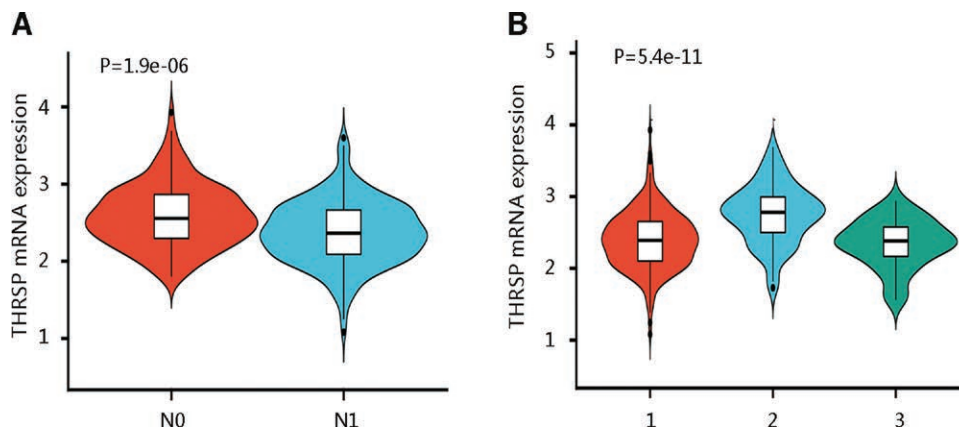 A
P=1.9e-06
THRSP mRNA expression
4
3
2
1
N0
N1
B
P=5.4e-11
THRSP mRNA expression
5
4
3
2
1
1
2
3